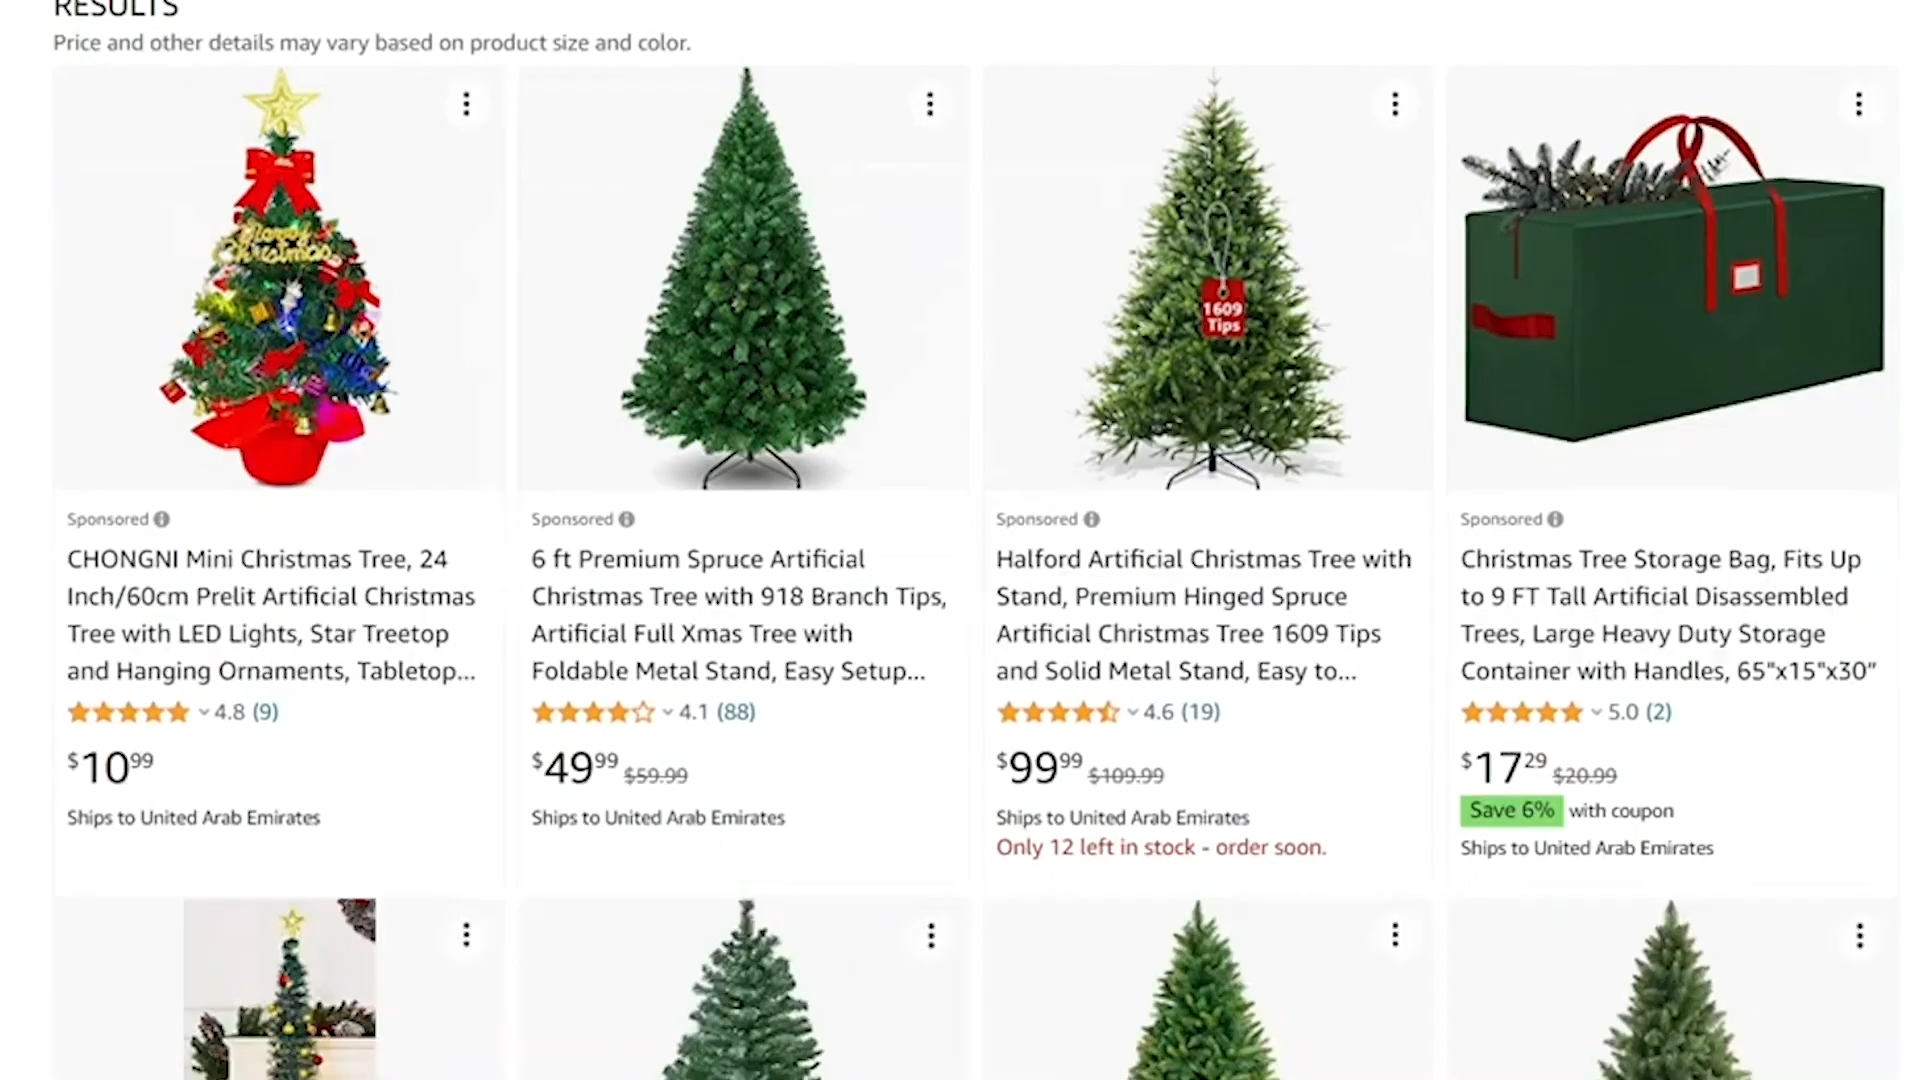 RESULTS
Price and other details may vary based on product size and color.
Merry
Christmas
1609
Tips
Sponsored
CHONGNI Mini Christmas Tree, 24
Inch/60cm Prelit Artificial Christmas
Tree with LED Lights, Star Treetop
and Hanging Ornaments, Tabletop...
4.8 (9)
$10.99
Ships to United Arab Emirates
Sponsored
6 ft Premium Spruce Artificial
Christmas Tree with 918 Branch Tips,
Artificial Full Xmas Tree with
Foldable Metal Stand, Easy Setup...
4.1 (88)
$49.99 $59.99
Ships to United Arab Emirates
Sponsored
Halford Artificial Christmas Tree with
Stand, Premium Hinged Spruce
Artificial Christmas Tree 1609 Tips
and Solid Metal Stand, Easy to...
4.6 (19)
$99.99 $109.99
Ships to United Arab Emirates
Only 12 left in stock - order soon.
Sponsored
Christmas Tree Storage Bag, Fits Up
to 9 FT Tall Artificial Disassembled
Trees, Large Heavy Duty Storage
Container with Handles, 65"x15"x30"
5.0 (2)
$17.29 $20.99
Save 6% with coupon
Ships to United Arab Emirates